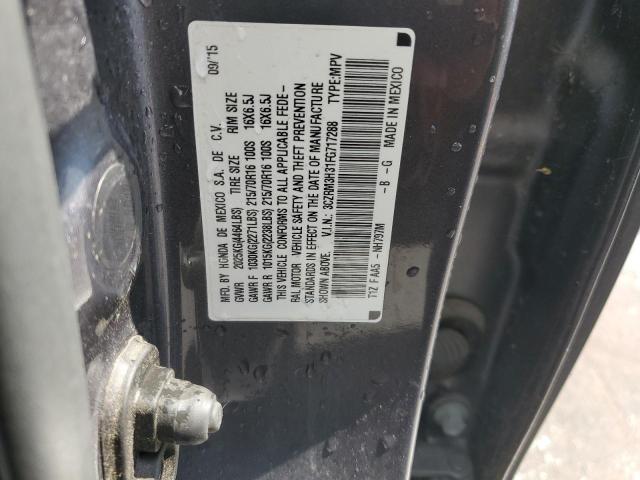 MFD. BY HONDA DE MEXICO S.A. DE C.V. 09/15
GVWR 2025KG(4464LBS) TIRE SIZE RIM SIZE
GAWR F 1030KG(2271LBS) 215/70R16 100S 16X6.5J
GAWR R 1015KG(2238LBS) 215/70R16 100S 16X6.5J
THIS VEHICLE CONFORMS TO ALL APPLICABLE FEDE-
RAL MOTOR VEHICLE SAFETY AND THEFT PREVENTION
STANDARDS IN EFFECT ON THE DATE OF MANUFACTURE
SHOWN ABOVE. V.I.N.: 3CZRM3H31FG717288 TYPE:MPV
T1Z F AA5 -NH797M -B -G MADE IN MEXICO